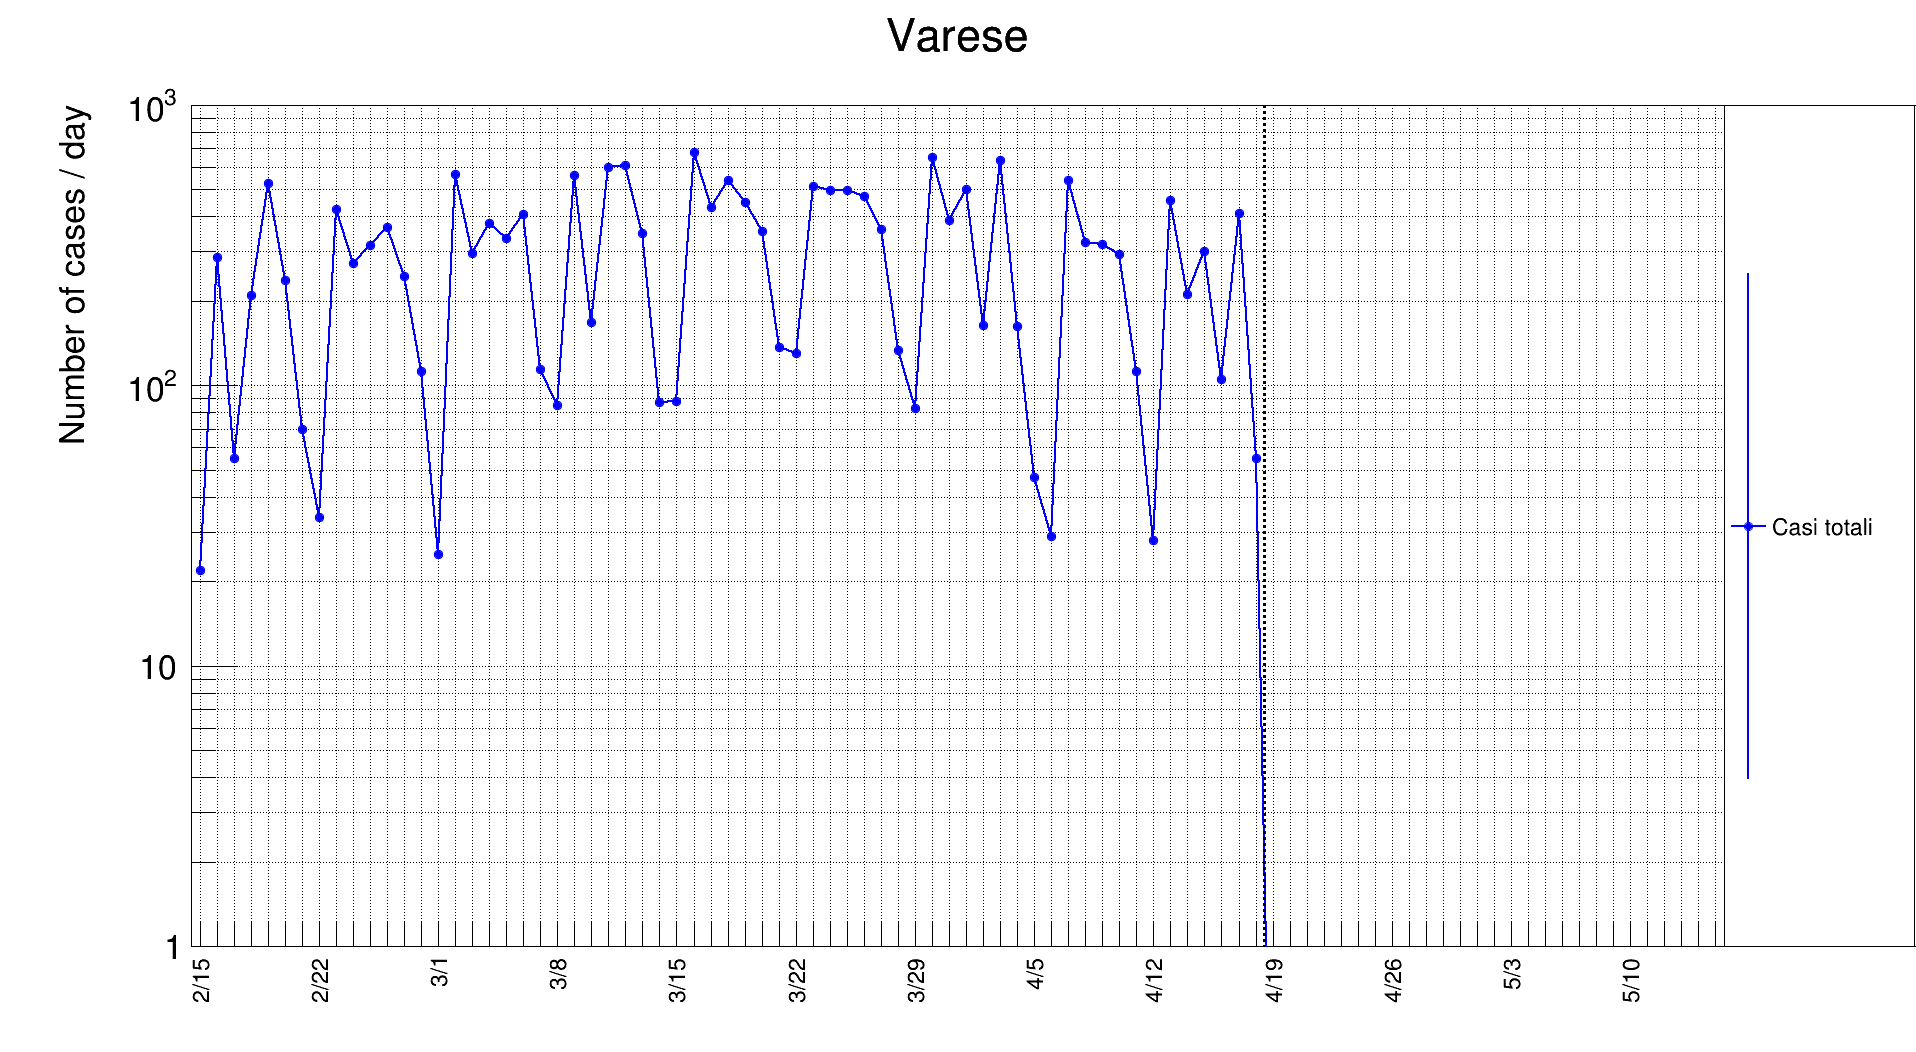 Varese
Number of cases / day
10³
10²
10
1
2/15 2/22 3/1 3/8 3/15 3/22 3/29 4/5 4/12 4/19 4/26 5/3 5/10
Casi totali